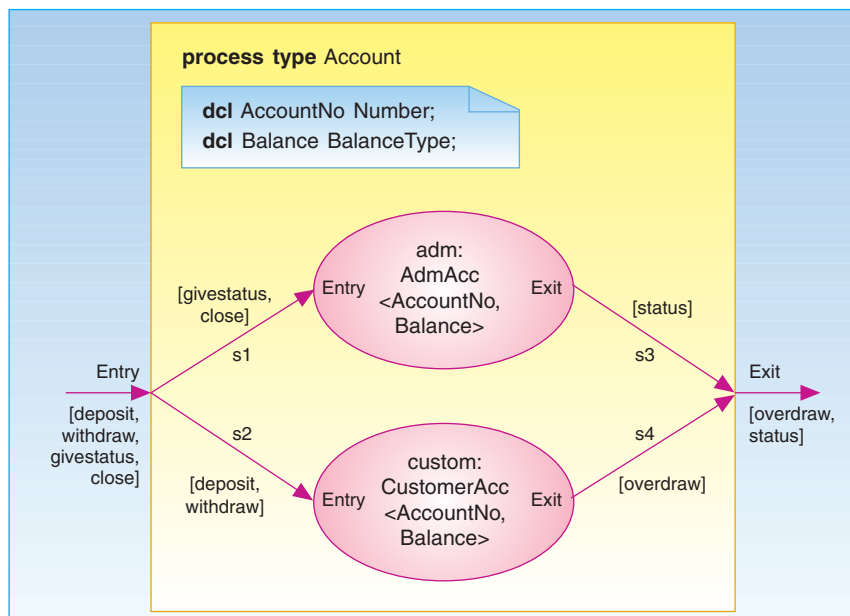 process type Account
dcl AccountNo Number;
dcl Balance BalanceType;
adm:
AdmAcc
<AccountNo,
Balance>
Entry
Exit
[givestatus,
close]
s1
[status]
s3
Entry
[deposit,
withdraw,
givestatus,
close]
Exit
[overdraw,
status]
s2
[deposit,
withdraw]
custom:
CustomerAcc
<AccountNo,
Balance>
Entry
Exit
s4
[overdraw]